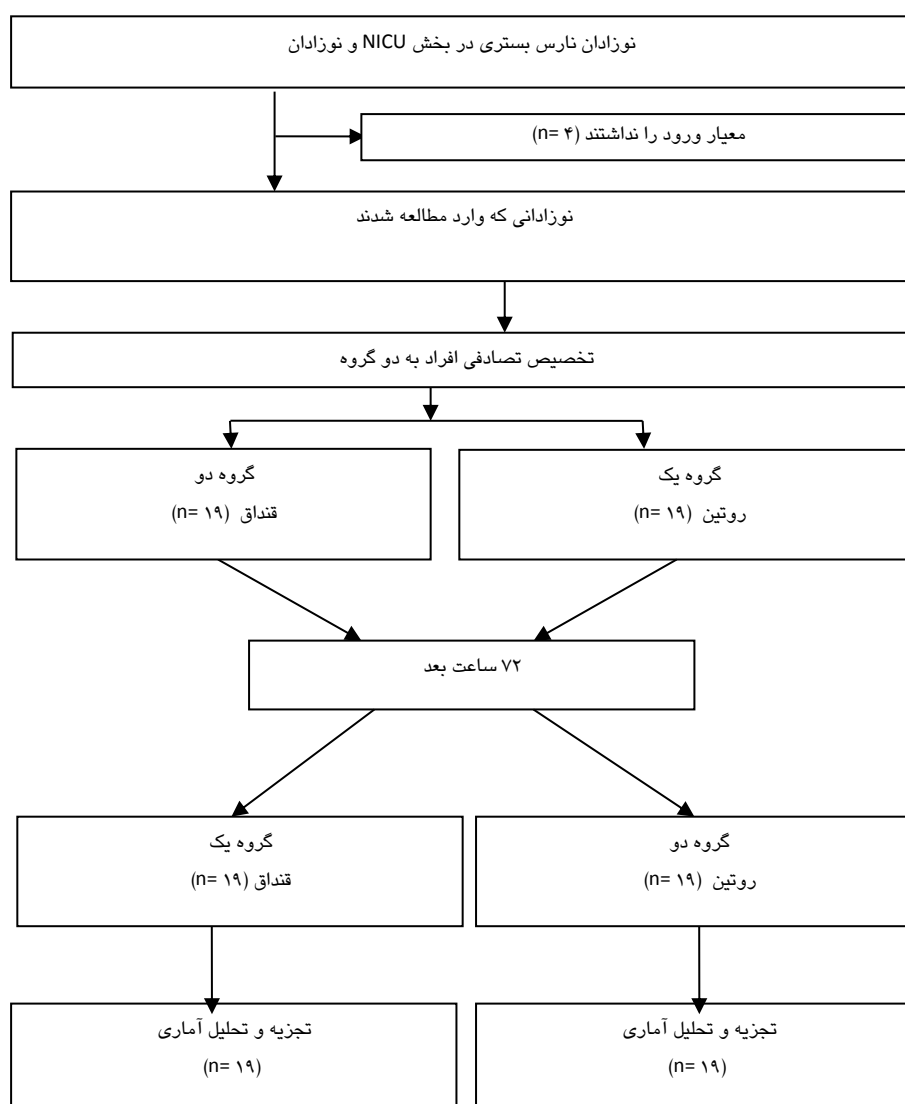 نوزادان نارس بستری در بخش NICU و نوزادان
معیار ورود را نداشتند (n= ۴)
نوزادانی که وارد مطالعه شدند
تخصیص تصادفی افراد به دو گروه
گروه یک
روتین (n= ۱۹)
گروه دو
قنداق (n= ۱۹)
۷۲ ساعت بعد
گروه دو
روتین (n= ۱۹)
گروه یک
قنداق (n= ۱۹)
تجزیه و تحلیل آماری
(n= ۱۹)
تجزیه و تحلیل آماری
(n= ۱۹)